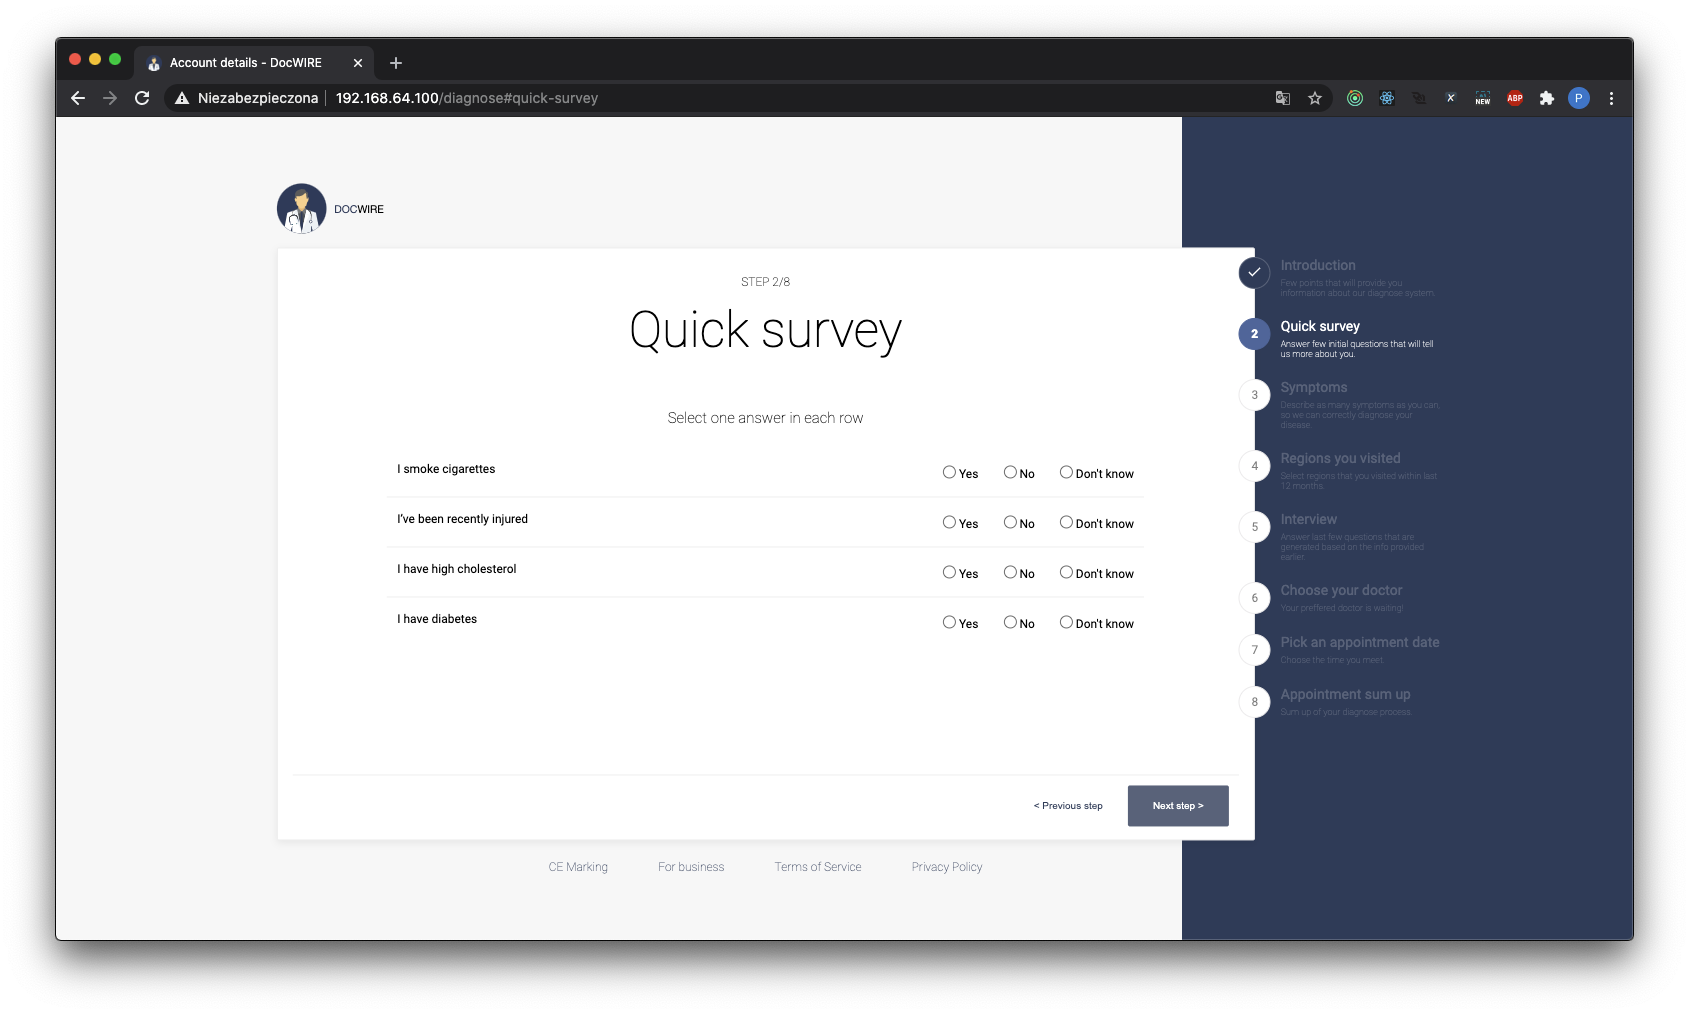 Account details - DocWIRE
Niezabezpieczona 192.168.64.100/diagnose#quick-survey
NEW
ABP
P
DOCWIRE
STEP 2/8
Quick survey
Select one answer in each row
I smoke cigarettes Yes No Don't know
I've been recently injured Yes No Don't know
I have high cholesterol Yes No Don't know
I have diabetes Yes No Don't know
< Previous step Next step >
Introduction
Few points that will provide you
information about our diagnose system.
2 Quick survey
Answer few initial questions that will tell
us more about you.
3 Symptoms
Describe as many symptoms as you can,
so we can correctly diagnose your
disease.
4 Regions you visited
Select regions that you visited within last
12 months.
5 Interview
Answer last few questions that are
generated based on the info provided
earlier.
6 Choose your doctor
Your preffered doctor is waiting!
7 Pick an appointment date
Choose the time you meet.
8 Appointment sum up
Sum up of your diagnose process.
CE Marking For business Terms of Service Privacy Policy